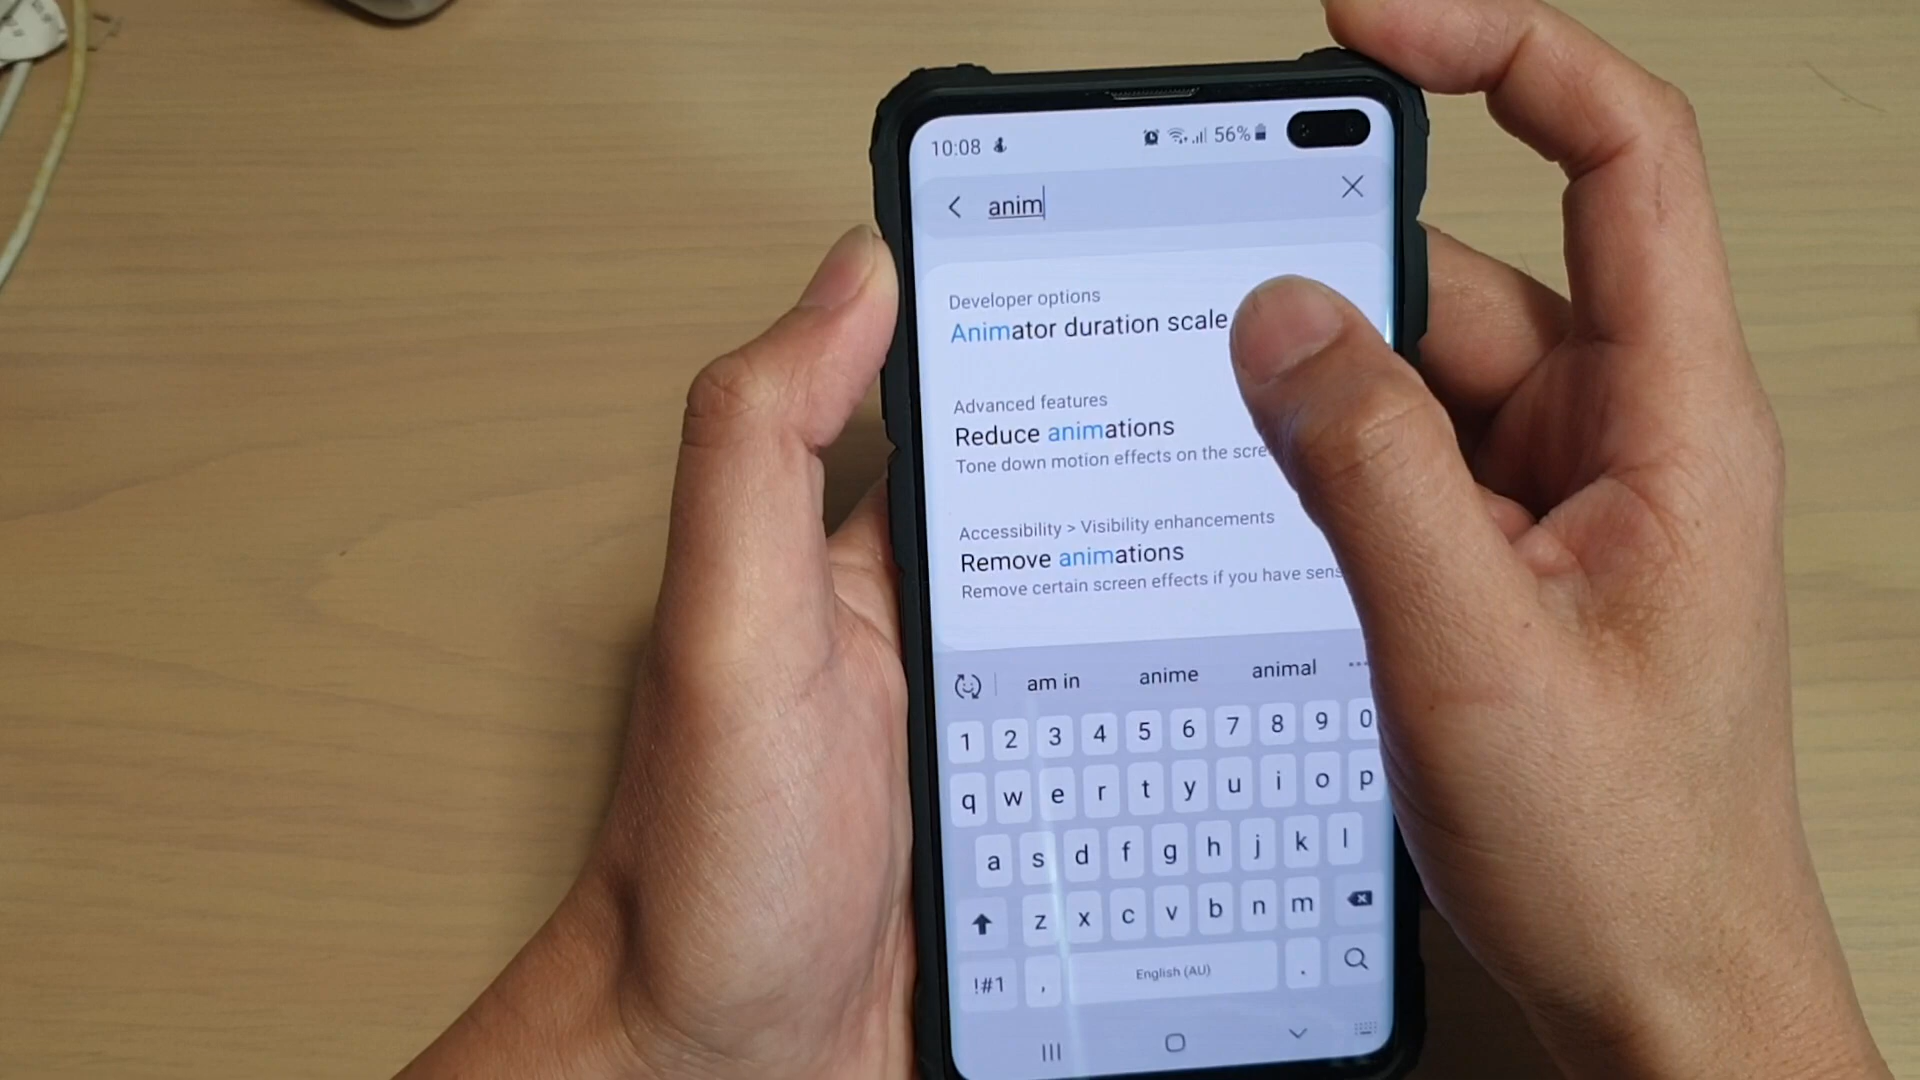 10:08 56%
anim
Developer options
Animator duration scale
Advanced features
Reduce animations
Tone down motion effects on the scre
Accessibility > Visibility enhancements
Remove animations
Remove certain screen effects if you have sens
am in anime animal
1 2 3 4 5 6 7 8 9 0
q w e r t y u i o p
a s d f g h j k l
z x c v b n m
!#1 , English (AU) .